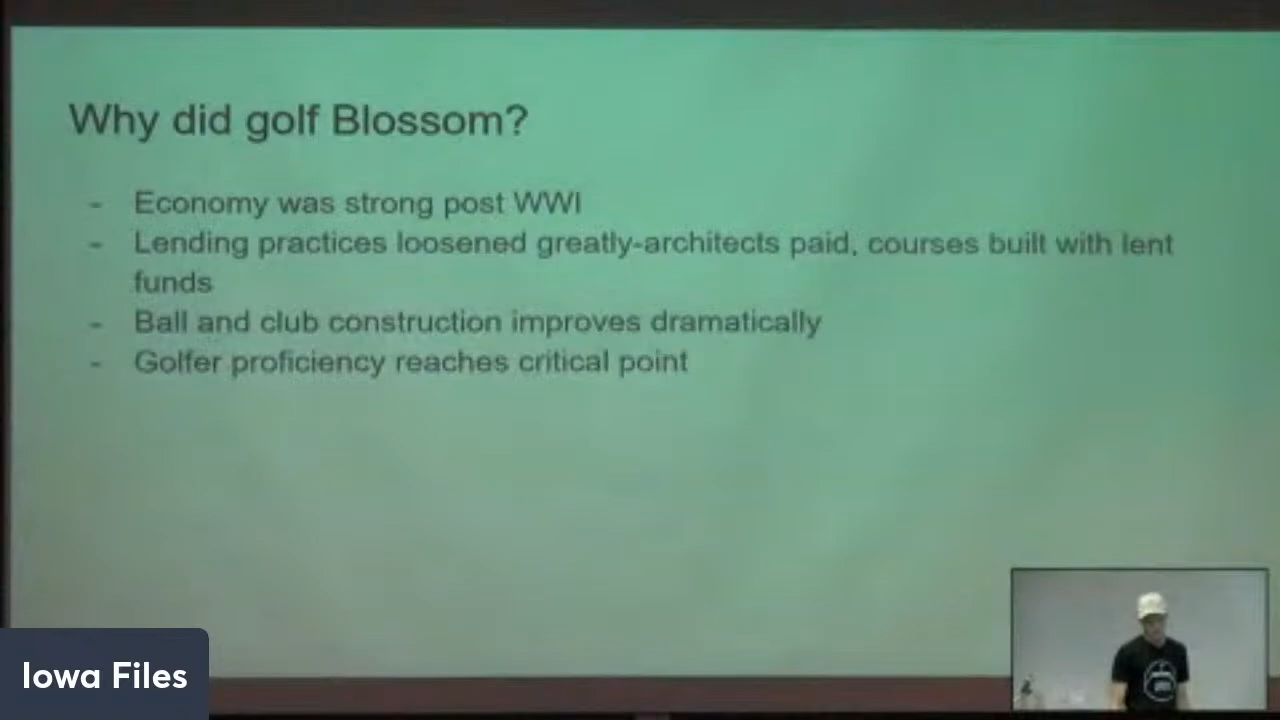 Why did golf Blossom?
- Economy was strong post WWI
- Lending practices loosened greatly-architects paid, courses built with lent
funds
- Ball and club construction improves dramatically
- Golfer proficiency reaches critical point
Iowa Files